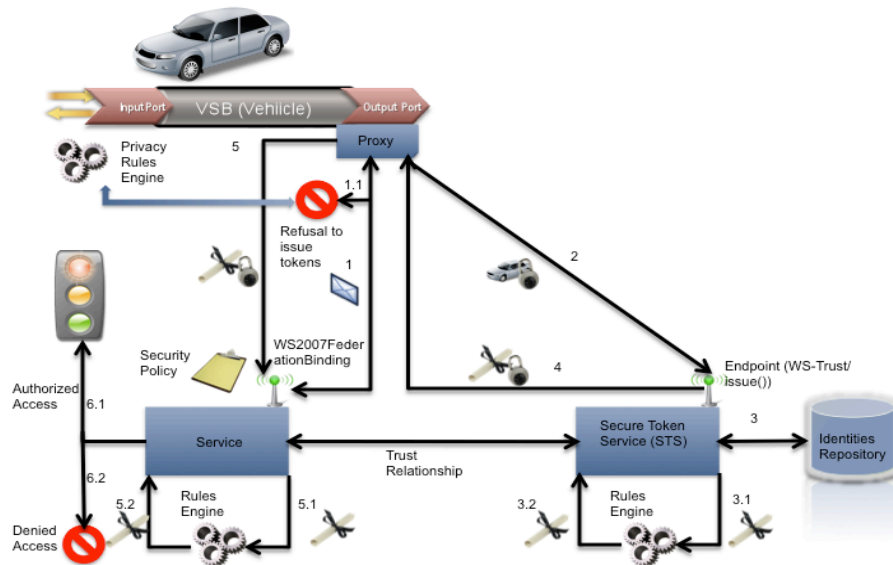 Input Port
VSB (Vehiicle)
Output Port
Proxy
5
Privacy
Rules
Engine
1.1
Refusal to
issue
tokens
2
1
WS2007Feder
ationBinding
Security
Policy
4
Endpoint (WS-Trust/
issue())
Authorized
Access
6.1
Service
Trust
Relationship
Secure Token
Service (STS)
3
Identities
Repository
6.2
5.2
Rules
Engine
5.1
3.2
Rules
Engine
3.1
Denied
Access